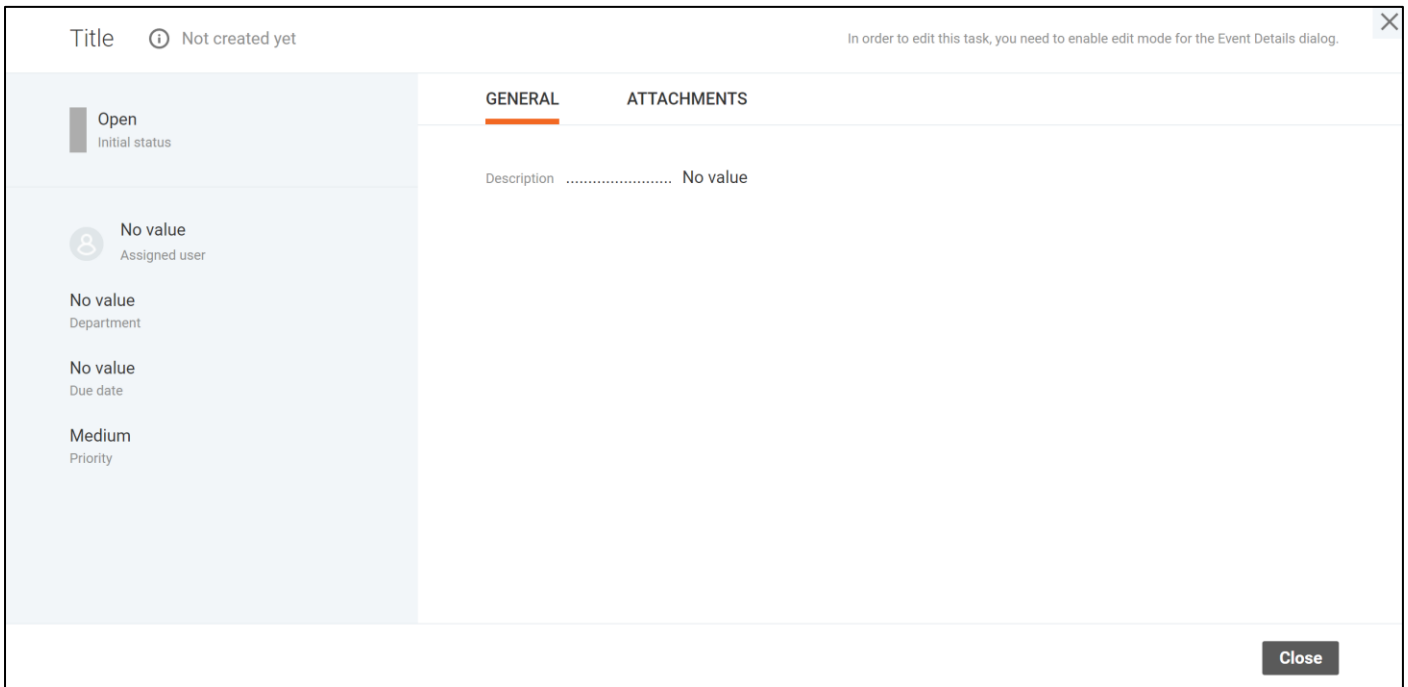 Title Not created yet In order to edit this task, you need to enable edit mode for the Event Details dialog.
Open
Initial status
No value
Assigned user
No value
Department
No value
Due date
Medium
Priority
GENERAL ATTACHMENTS
Description ........................ No value
Close